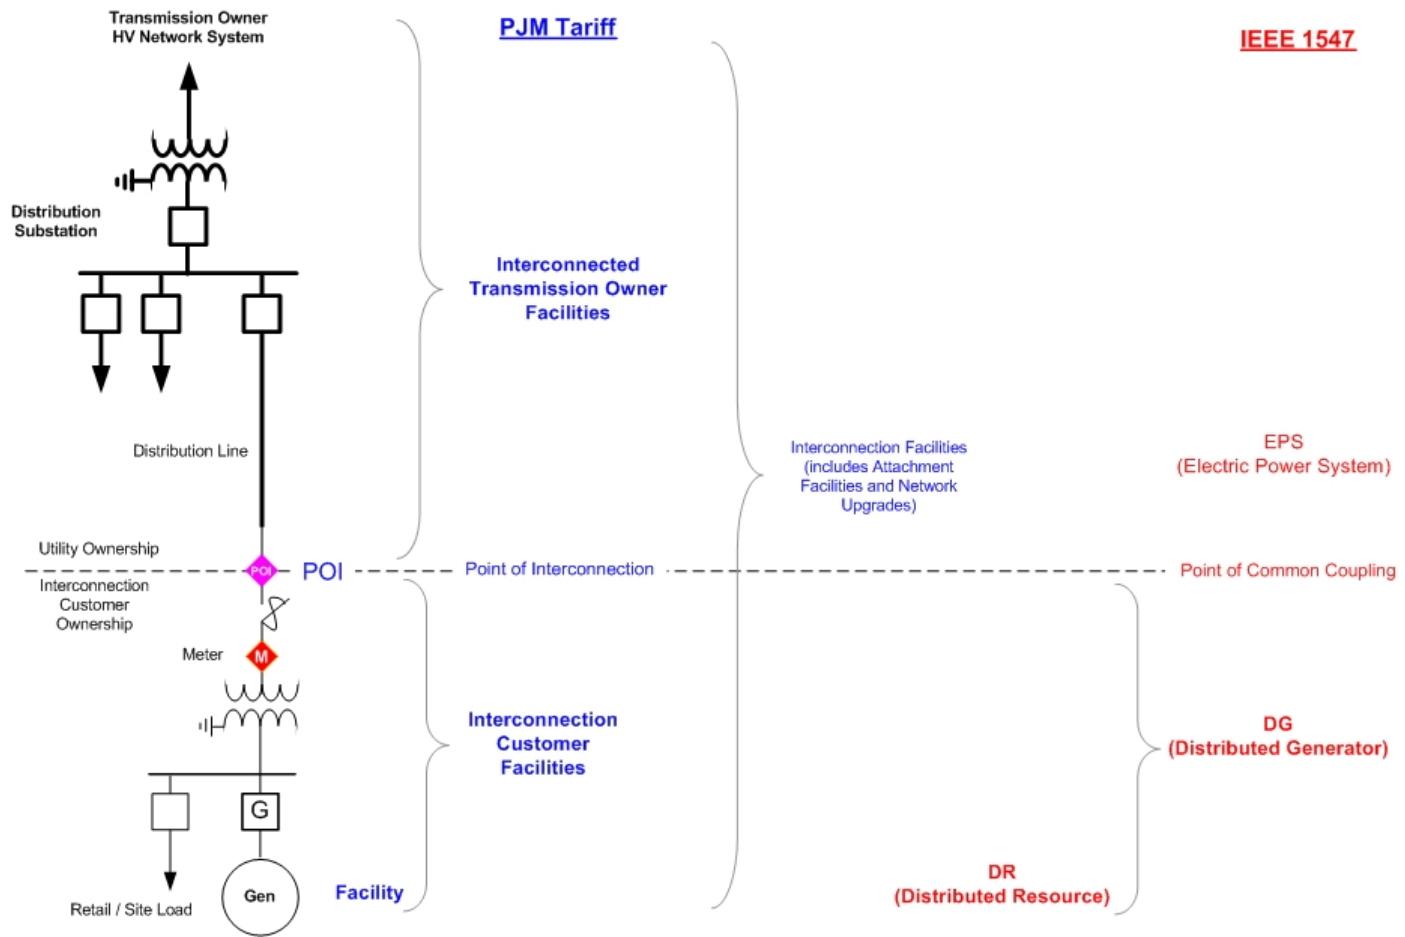 Transmission Owner
HV Network System
PJM Tariff
IEEE 1547
Distribution
Substation
Interconnected
Transmission Owner
Facilities
Distribution Line
Interconnection Facilities
(includes Attachment
Facilities and Network
Upgrades)
EPS
(Electric Power System)
Utility Ownership
POI
POI
Point of Interconnection
Point of Common Coupling
Interconnection
Customer
Ownership
Meter
M
Interconnection
Customer
Facilities
DG
(Distributed Generator)
G
Gen
Facility
DR
(Distributed Resource)
Retail / Site Load